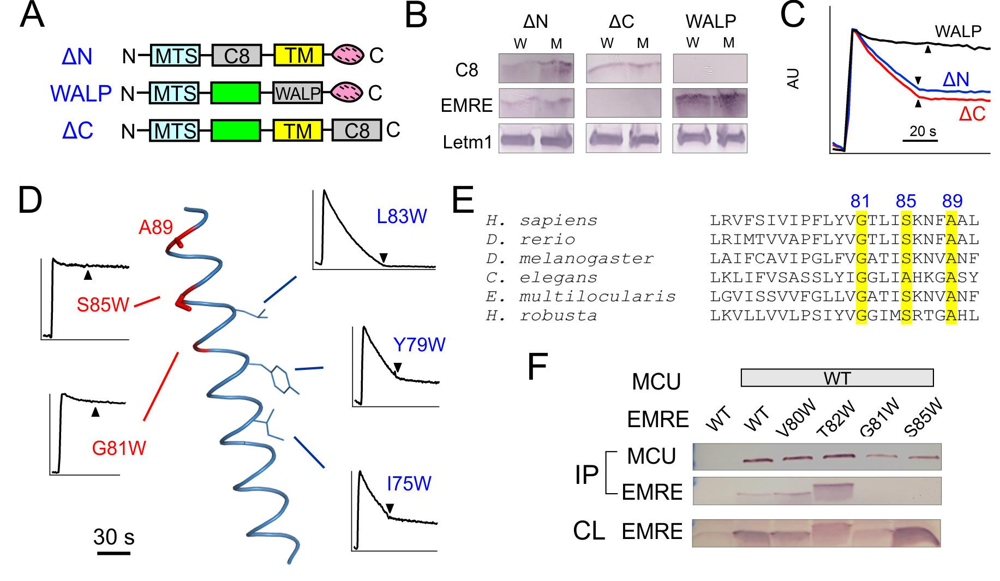 A
ΔN N MTS C8 TM C
WALP N MTS WALP C
ΔC N MTS TM C8 C
B
ΔN ΔC WALP
W M W M W M
C8
EMRE
Letm1
C
AU
WALP
ΔN
ΔC
20 s
D
A89
L83W
S85W
Y79W
G81W
I75W
30 s
E
81 85 89
H. sapiens LRVFSIVIPFLYVGTLISKNFAAL
D. rerio LRIMTVVAPFLYVGTLISKNFAAL
D. melanogaster LAIFCAVIPGLFVGATISKNVANF
C. elegans LKLIFVSASSLYIGGLIAHKGASY
E. multilocularis LGVISSVVFGLLVGATISKNVANF
H. robusta LKVLLVVLPSIYVGGIMSRTGAHL
F
MCU WT
EMRE WT WT V80W T82W G81W S85W
IP MCU
EMRE
CL EMRE